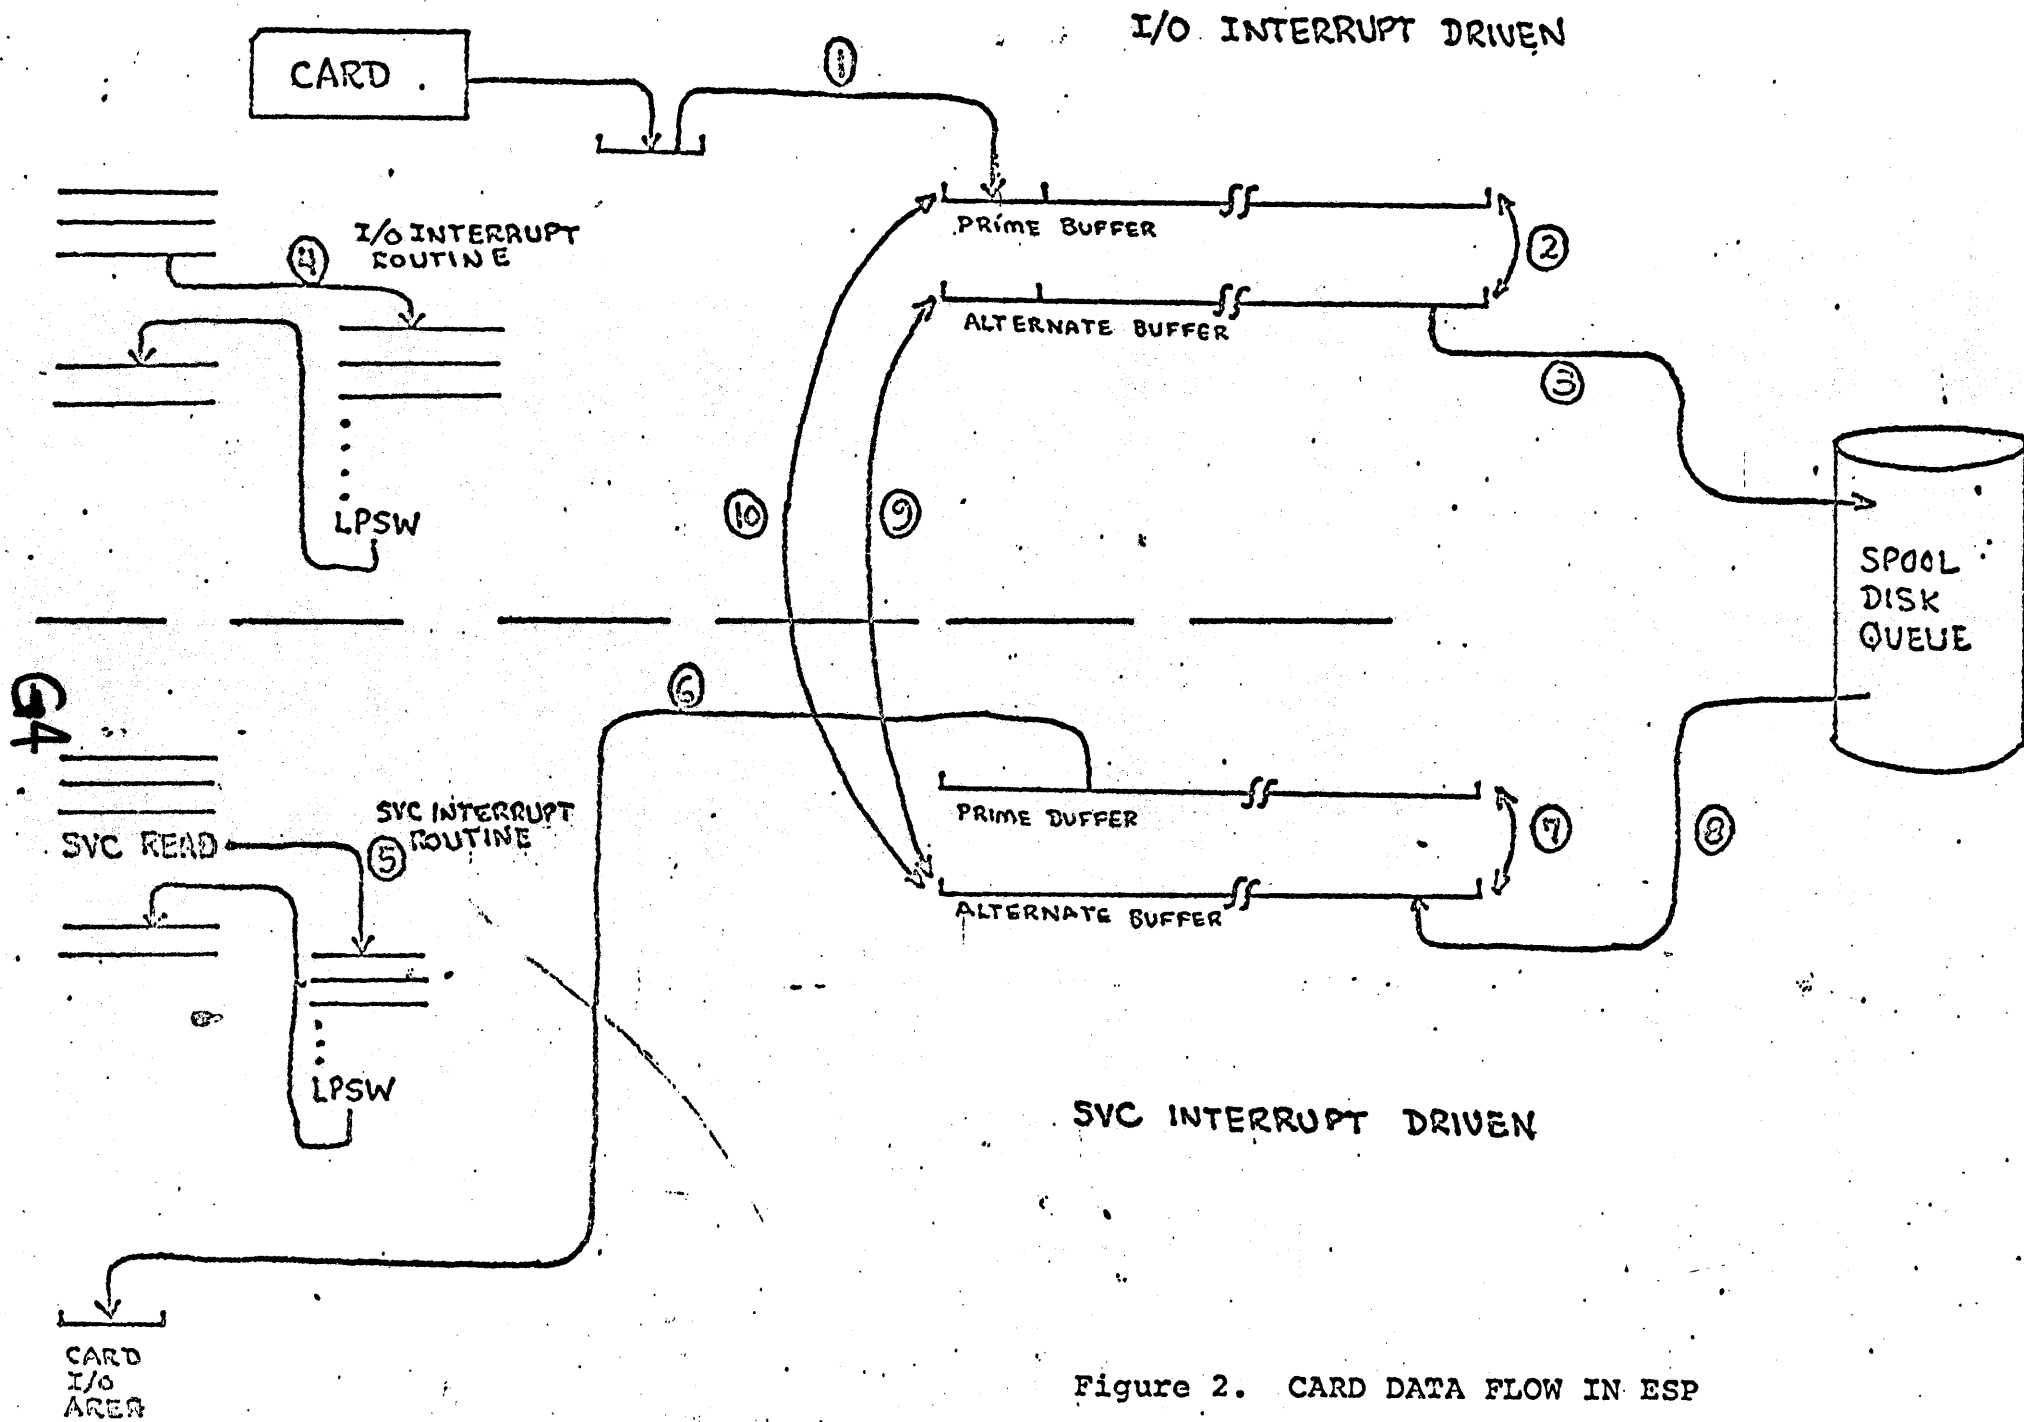 I/O INTERRUPT DRIVEN
CARD
1
PRIME BUFFER
2
I/O INTERRUPT
ROUTINE
4
ALTERNATE BUFFER
3
LPSW
10
9
SPOOL
DISK
QUEUE
6
G4
PRIME BUFFER
SVC INTERRUPT
ROUTINE
SVC READ
5
7
8
ALTERNATE BUFFER
LPSW
SVC INTERRUPT DRIVEN
CARD
I/O
AREA
Figure 2. CARD DATA FLOW IN ESP